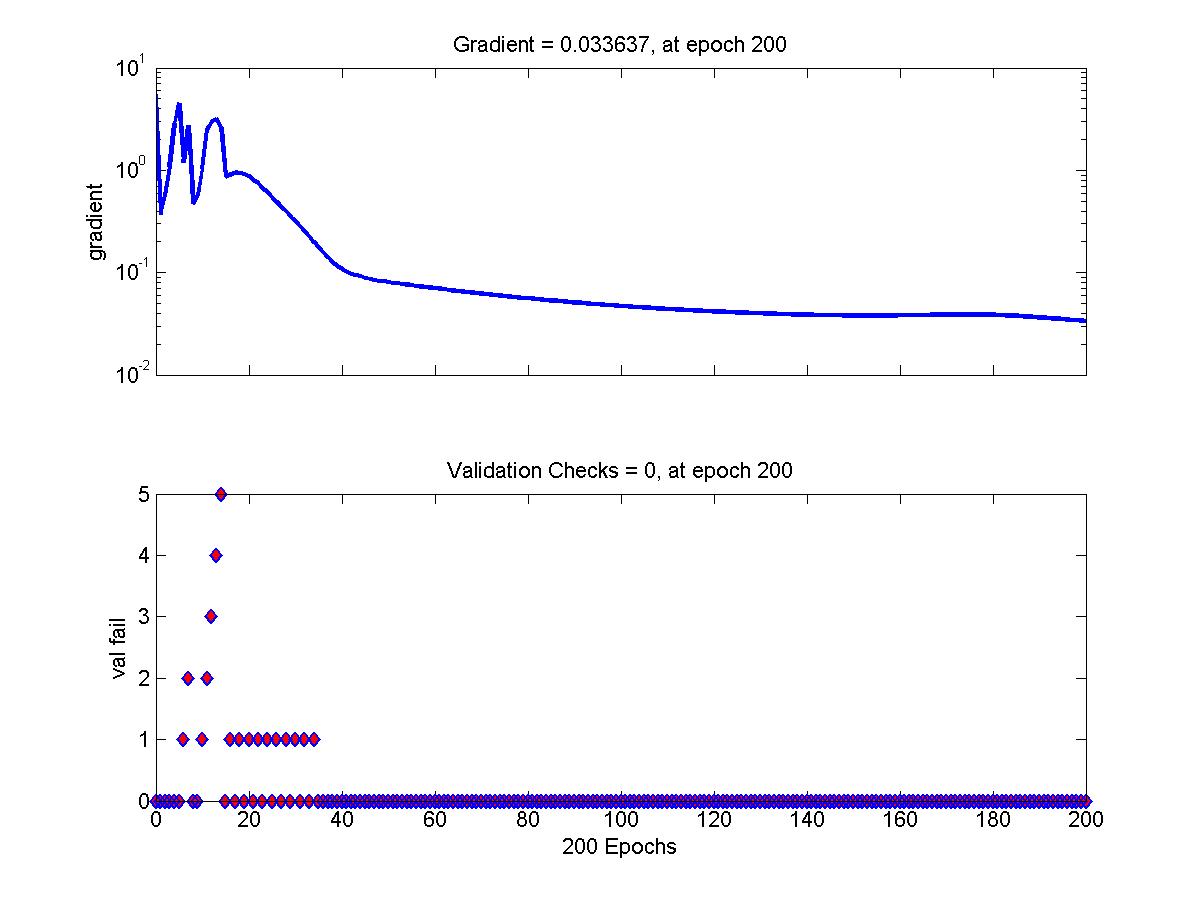 Gradient = 0.033637, at epoch 200
10^1
10^0
10^-1
10^-2
gradient
Validation Checks = 0, at epoch 200
5
4
3
2
1
0
val fail
0 20 40 60 80 100 120 140 160 180 200
200 Epochs